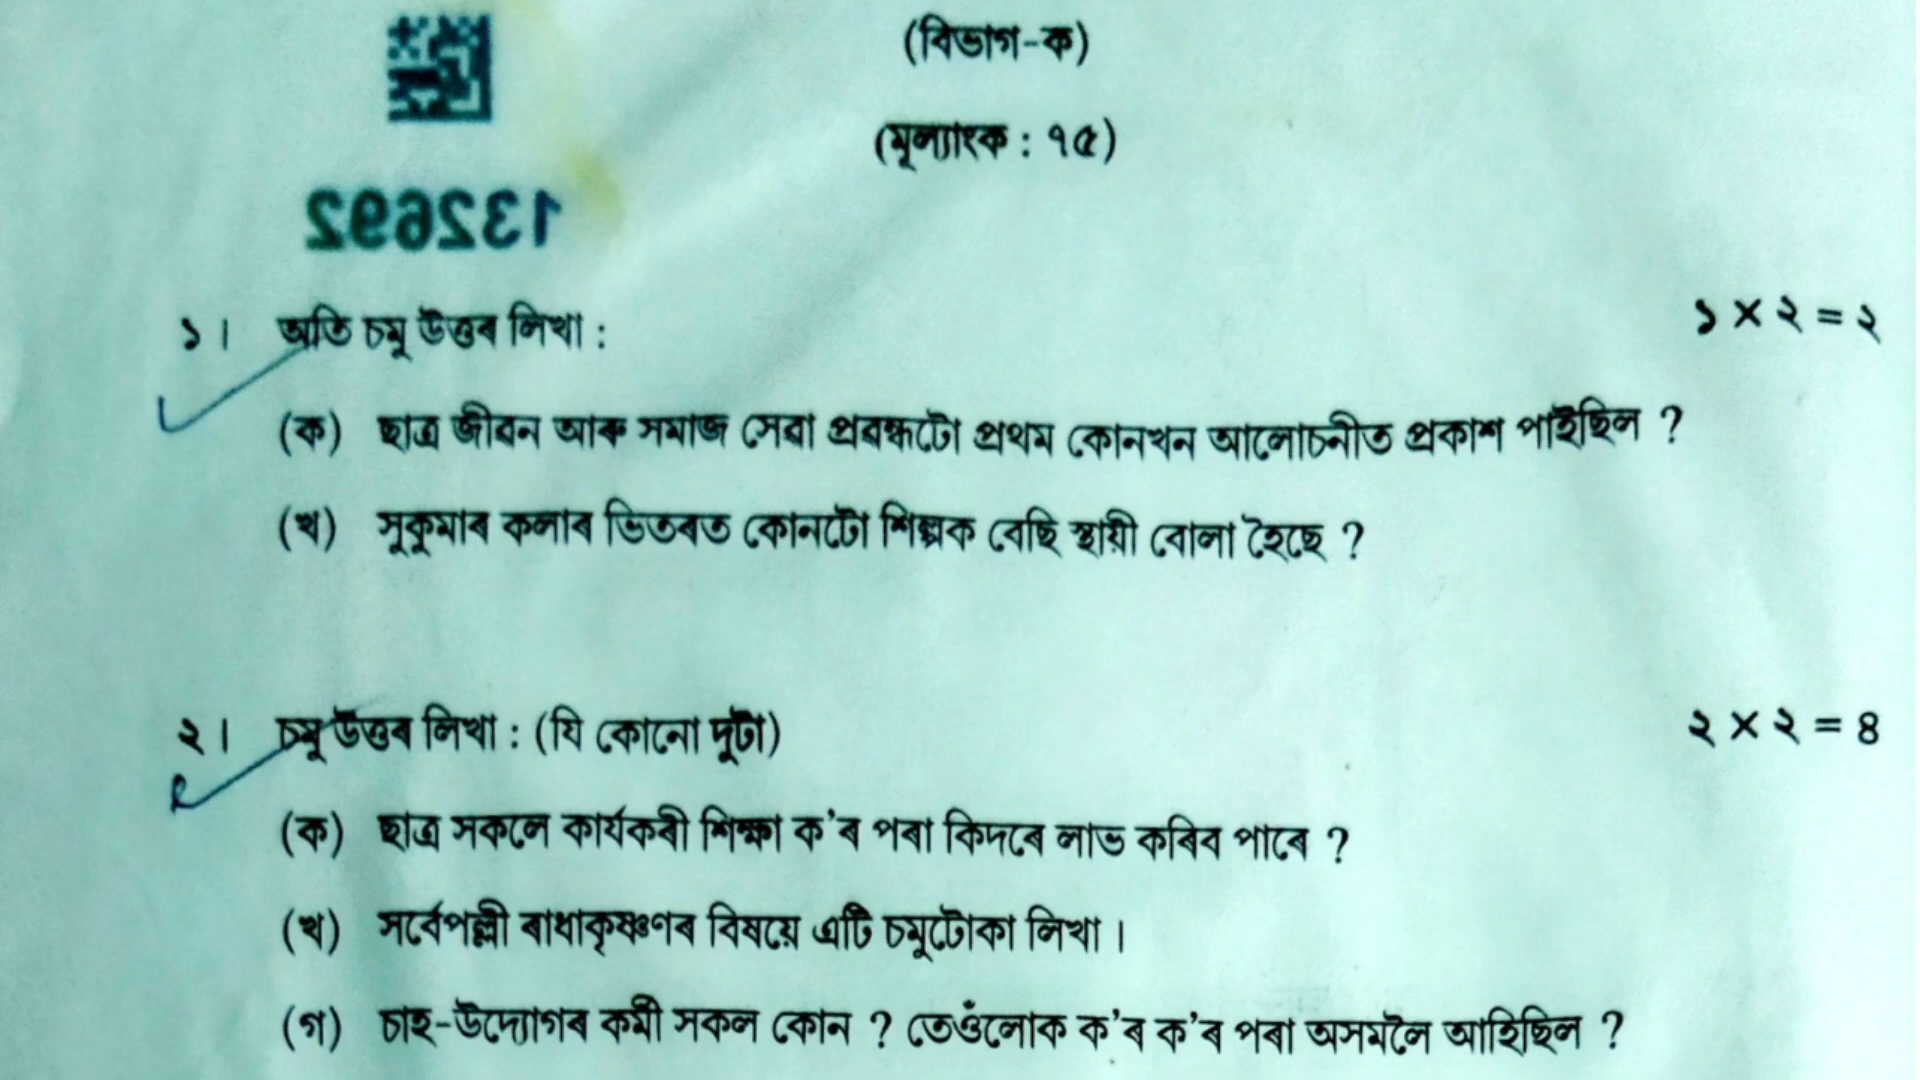 (বিভাগ-ক)
(মূল্যাংক : ১৫)
132692
১। অতি চমু উত্তৰ লিখা : ১ × ২ = ২
(ক) ছাত্ৰ জীৱন আৰু সমাজ সেৱা প্ৰবন্ধটো প্ৰথম কোনখন আলোচনীত প্ৰকাশ পাইছিল ?
(খ) সুকুমাৰ কলাৰ ভিতৰত কোনটো শিল্পক বেছি স্থায়ী বোলা হৈছে ?
২। চমু উত্তৰ লিখা : (যি কোনো দুটা) ২ × ২ = 8
(ক) ছাত্ৰ সকলে কাৰ্যকৰী শিক্ষা ক'ৰ পৰা কিদৰে লাভ কৰিব পাৰে ?
(খ) সৰ্বেপল্লী ৰাধাকৃষ্ণণৰ বিষয়ে এটি চমুটোকা লিখা।
(গ) চাহ-উদ্যোগৰ কৰ্মী সকল কোন ? তেওঁলোক ক'ৰ ক'ৰ পৰা অসমলৈ আহিছিল ?